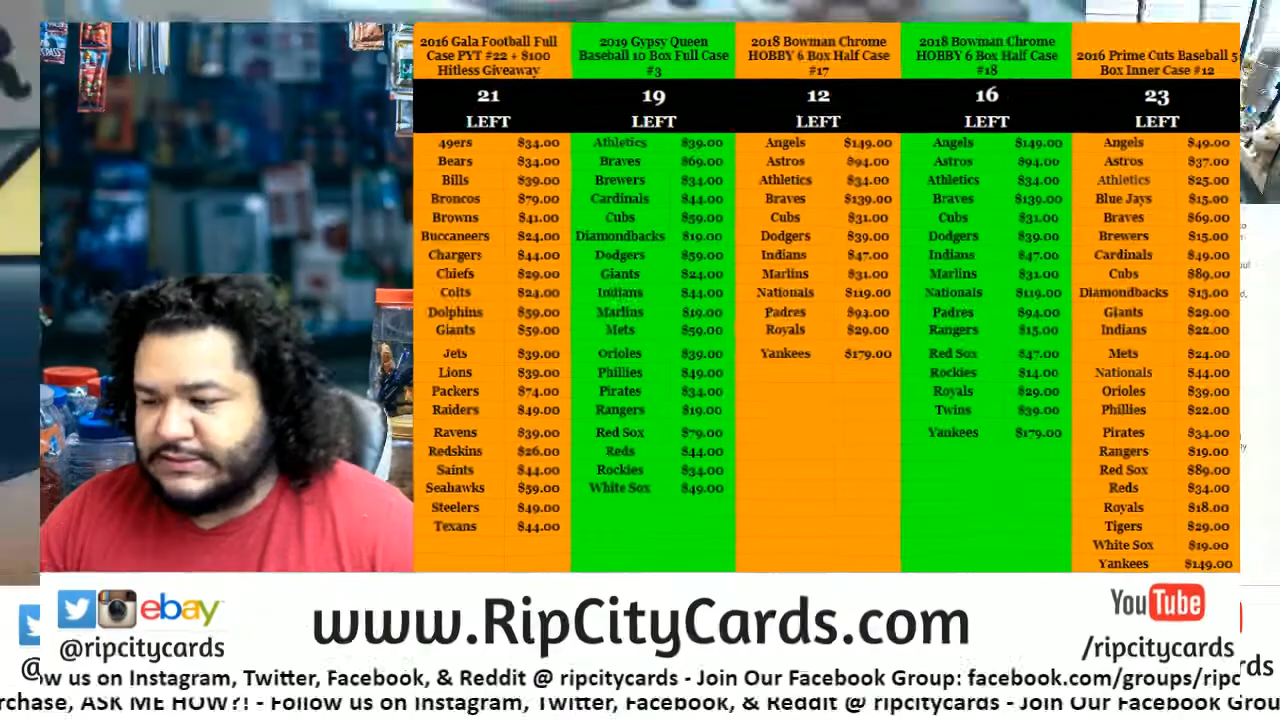 2016 Gala Football Full
Case PYT #22 + $100
Hitless Giveaway
21
LEFT
49ers $34.00
Bears $34.00
Bills $39.00
Broncos $79.00
Browns $41.00
Buccaneers $24.00
Chargers $44.00
Chiefs $29.00
Colts $24.00
Dolphins $59.00
Giants $59.00
Jets $39.00
Lions $39.00
Packers $74.00
Raiders $49.00
Ravens $39.00
Redskins $26.00
Saints $44.00
Seahawks $59.00
Steelers $49.00
Texans $44.00
2019 Gypsy Queen
Baseball 10 Box Full Case
#3
19
LEFT
Athletics $39.00
Braves $69.00
Brewers $34.00
Cardinals $44.00
Cubs $59.00
Diamondbacks $19.00
Dodgers $59.00
Giants $24.00
Indians $44.00
Marlins $19.00
Mets $59.00
Orioles $39.00
Phillies $49.00
Pirates $34.00
Rangers $19.00
Red Sox $79.00
Reds $44.00
Rockies $34.00
White Sox $49.00
2018 Bowman Chrome
HOBBY 6 Box Half Case
#17
12
LEFT
Angels $149.00
Astros $94.00
Athletics $34.00
Braves $139.00
Cubs $31.00
Dodgers $39.00
Indians $47.00
Marlins $31.00
Nationals $119.00
Padres $94.00
Royals $29.00
Yankees $179.00
2018 Bowman Chrome
HOBBY 6 Box Half Case
#18
16
LEFT
Angels $149.00
Astros $94.00
Athletics $34.00
Braves $139.00
Cubs $31.00
Dodgers $39.00
Indians $47.00
Marlins $31.00
Nationals $119.00
Padres $94.00
Rangers $15.00
Red Sox $47.00
Rockies $14.00
Royals $29.00
Twins $39.00
Yankees $179.00
2016 Prime Cuts Baseball 5
Box Inner Case #12
23
LEFT
Angels $49.00
Astros $37.00
Athletics $25.00
Blue Jays $15.00
Braves $69.00
Brewers $15.00
Cardinals $49.00
Cubs $89.00
Diamondbacks $15.00
Giants $29.00
Indians $22.00
Mets $24.00
Nationals $44.00
Orioles $39.00
Phillies $22.00
Pirates $34.00
Rangers $19.00
Red Sox $89.00
Reds $34.00
Royals $18.00
Tigers $29.00
White Sox $19.00
Yankees $149.00
ebay
@ripcitycards
www.RipCityCards.com
YouTube
/ripcitycards
ow us on Instagram, Twitter, Facebook, & Reddit @ ripcitycards - Join Our Facebook Group: facebook.com/groups/ripc
rchase, ASK ME HOW?! - Follow us on Instagram, Twitter, Facebook, & Reddit @ ripcitycards - Join Our Facebook Grou